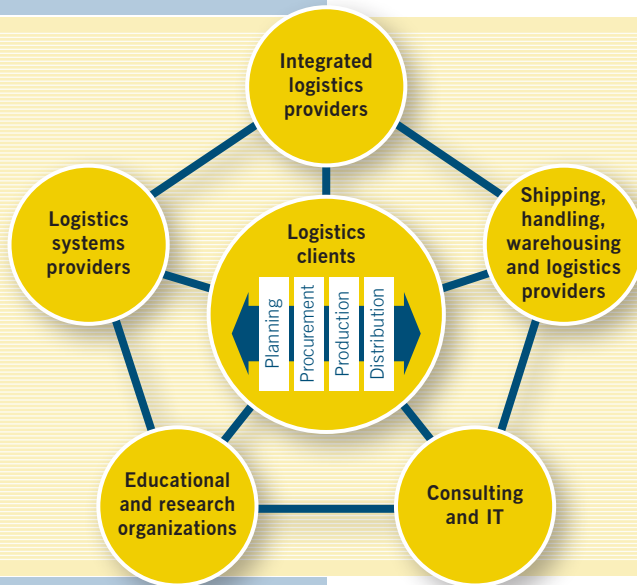 Integrated
logistics
providers
Logistics
systems
providers
Shipping,
handling,
warehousing
and logistics
providers
Logistics
clients
Planning
Procurement
Production
Distribution
Educational
and research
organizations
Consulting
and IT